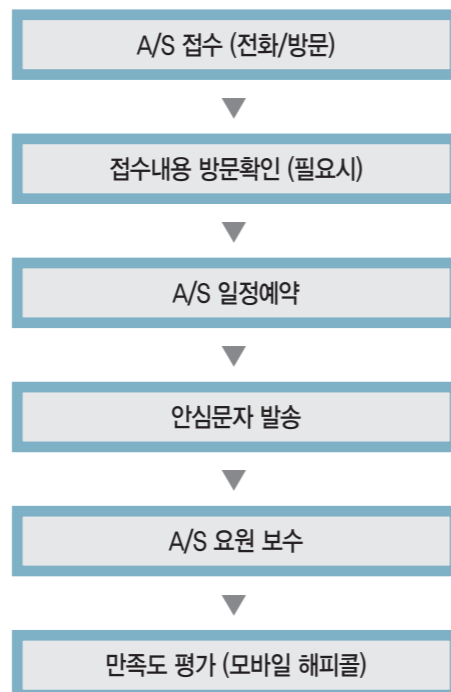 A/S 접수 (전화/방문)
접수내용 방문확인 (필요시)
A/S 일정예약
안심문자 발송
A/S 요원 보수
만족도 평가 (모바일 해피콜)